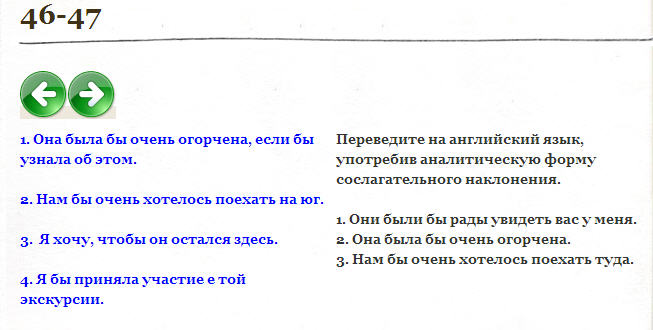 46-47
1. Она была бы очень огорчена, если бы
узнала об этом.
2. Нам бы очень хотелось поехать на юг.
3. Я хочу, чтобы он остался здесь.
4. Я бы приняла участие е той
экскурсии.
Переведите на английский язык,
употребив аналитическую форму
сослагательного наклонения.
1. Они были бы рады увидеть вас у меня.
2. Она была бы очень огорчена.
3. Нам бы очень хотелось поехать туда.